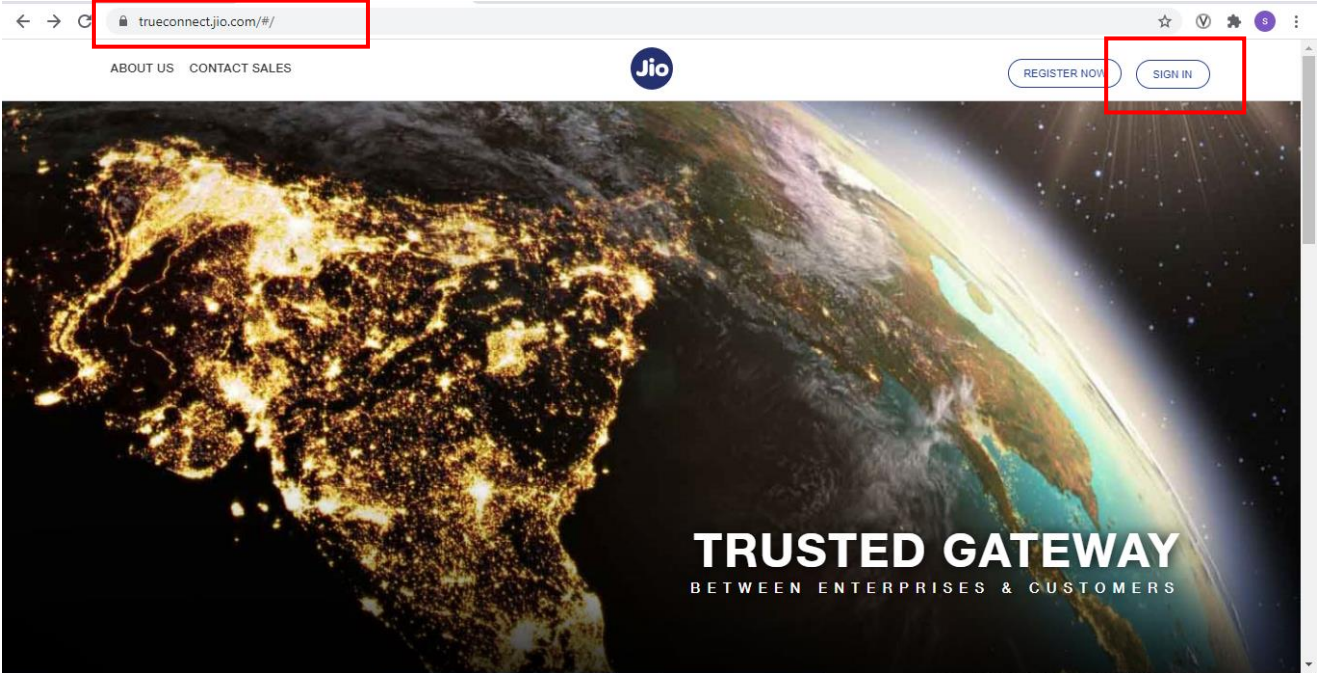 trueconnect.jio.com/#/
S
ABOUT US CONTACT SALES
Jio
REGISTER NOW
SIGN IN
TRUSTED GATEWAY
BETWEEN ENTERPRISES & CUSTOMERS